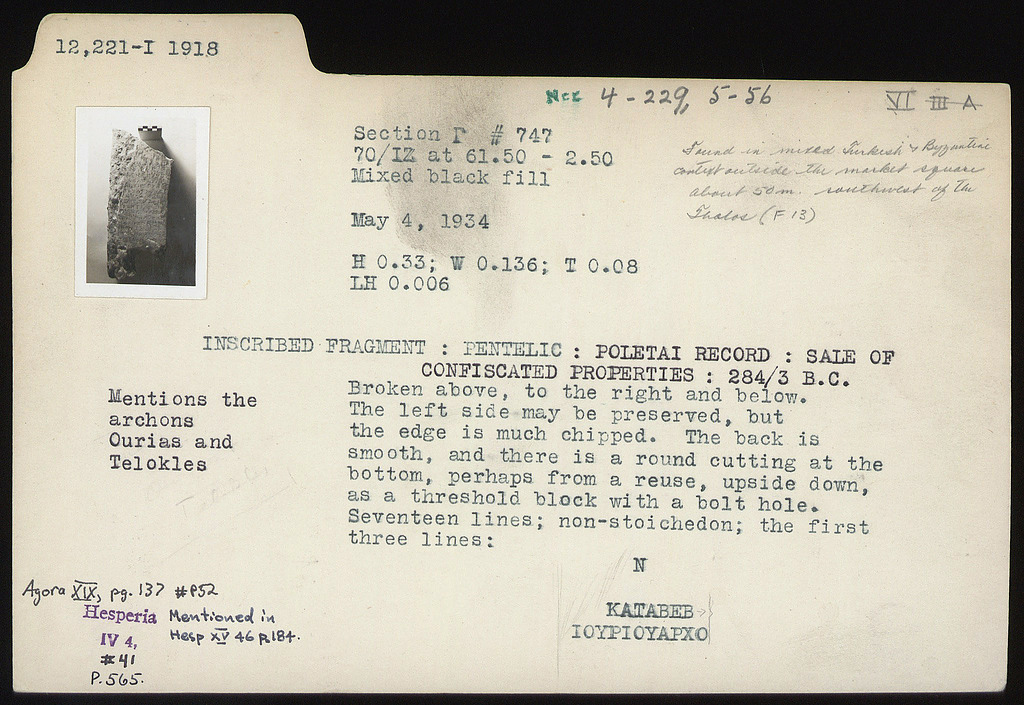 12,221-I 1918
Neg 4-229, 5-56
VI III A
Section Γ # 747
70/ΙΖ at 61.50 - 2.50
Mixed black fill
Found in mixed Turkish & Byzantine
context outside the market square
about 50 m. southwest of the
Tholos (F 13)
May 4, 1934
H 0.33; W 0.136; T 0.08
LH 0.006
INSCRIBED FRAGMENT : PENTELIC : POLETAI RECORD : SALE OF
CONFISCATED PROPERTIES : 284/3 B.C.
Mentions the
archons
Ourias and
Telokles
Broken above, to the right and below.
The left side may be preserved, but
the edge is much chipped. The back is
smooth, and there is a round cutting at the
bottom, perhaps from a reuse, upside down,
as a threshold block with a bolt hole.
Seventeen lines; non-stoichedon; the first
three lines:
Ν
ΚΑΤΑΒΕΒ
ΙΟΥΡΙΟΥΑΡΧΟ
Agora XIX, pg. 137 #P52
Hesperia
IV 4,
#41
P. 565.
Mentioned in
Hesp XV 46 p.184.